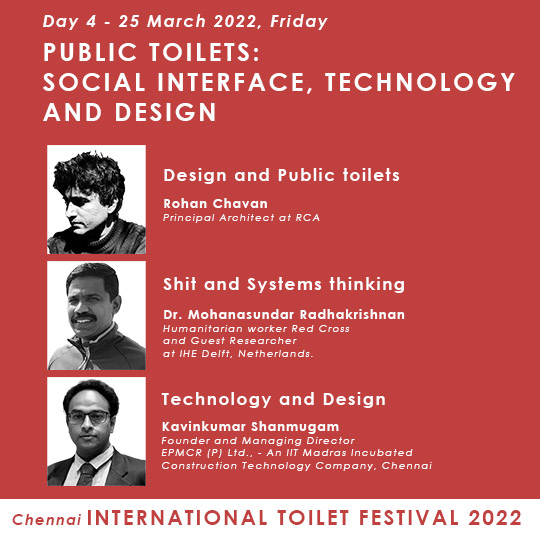 Day 4 - 25 March 2022, Friday
PUBLIC TOILETS:
SOCIAL INTERFACE, TECHNOLOGY
AND DESIGN
Design and Public toilets
Rohan Chavan
Principal Architect at RCA
Shit and Systems thinking
Dr. Mohanasundar Radhakrishnan
Humanitarian worker Red Cross
and Guest Researcher
at IHE Delft, Netherlands.
Technology and Design
Kavinkumar Shanmugam
Founder and Managing Director
EPMCR (P) Ltd., - An IIT Madras Incubated
Construction Technology Company, Chennai
Chennai INTERNATIONAL TOILET FESTIVAL 2022